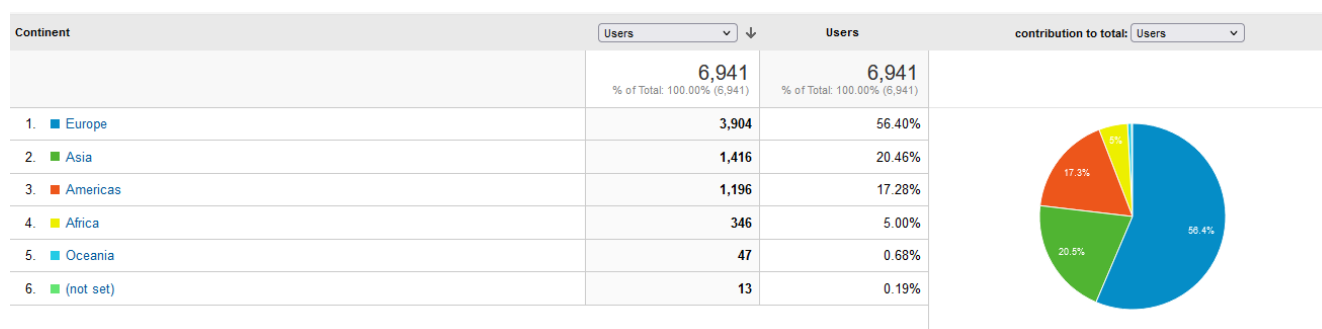 Continent Users Users contribution to total: Users
6,941 6,941
% of Total: 100.00% (6,941) % of Total: 100.00% (6,941)
1. Europe 3,904 56.40%
2. Asia 1,416 20.46%
3. Americas 1,196 17.28%
4. Africa 346 5.00%
5. Oceania 47 0.68%
6. (not set) 13 0.19%
5%
17.3%
56.4%
20.5%